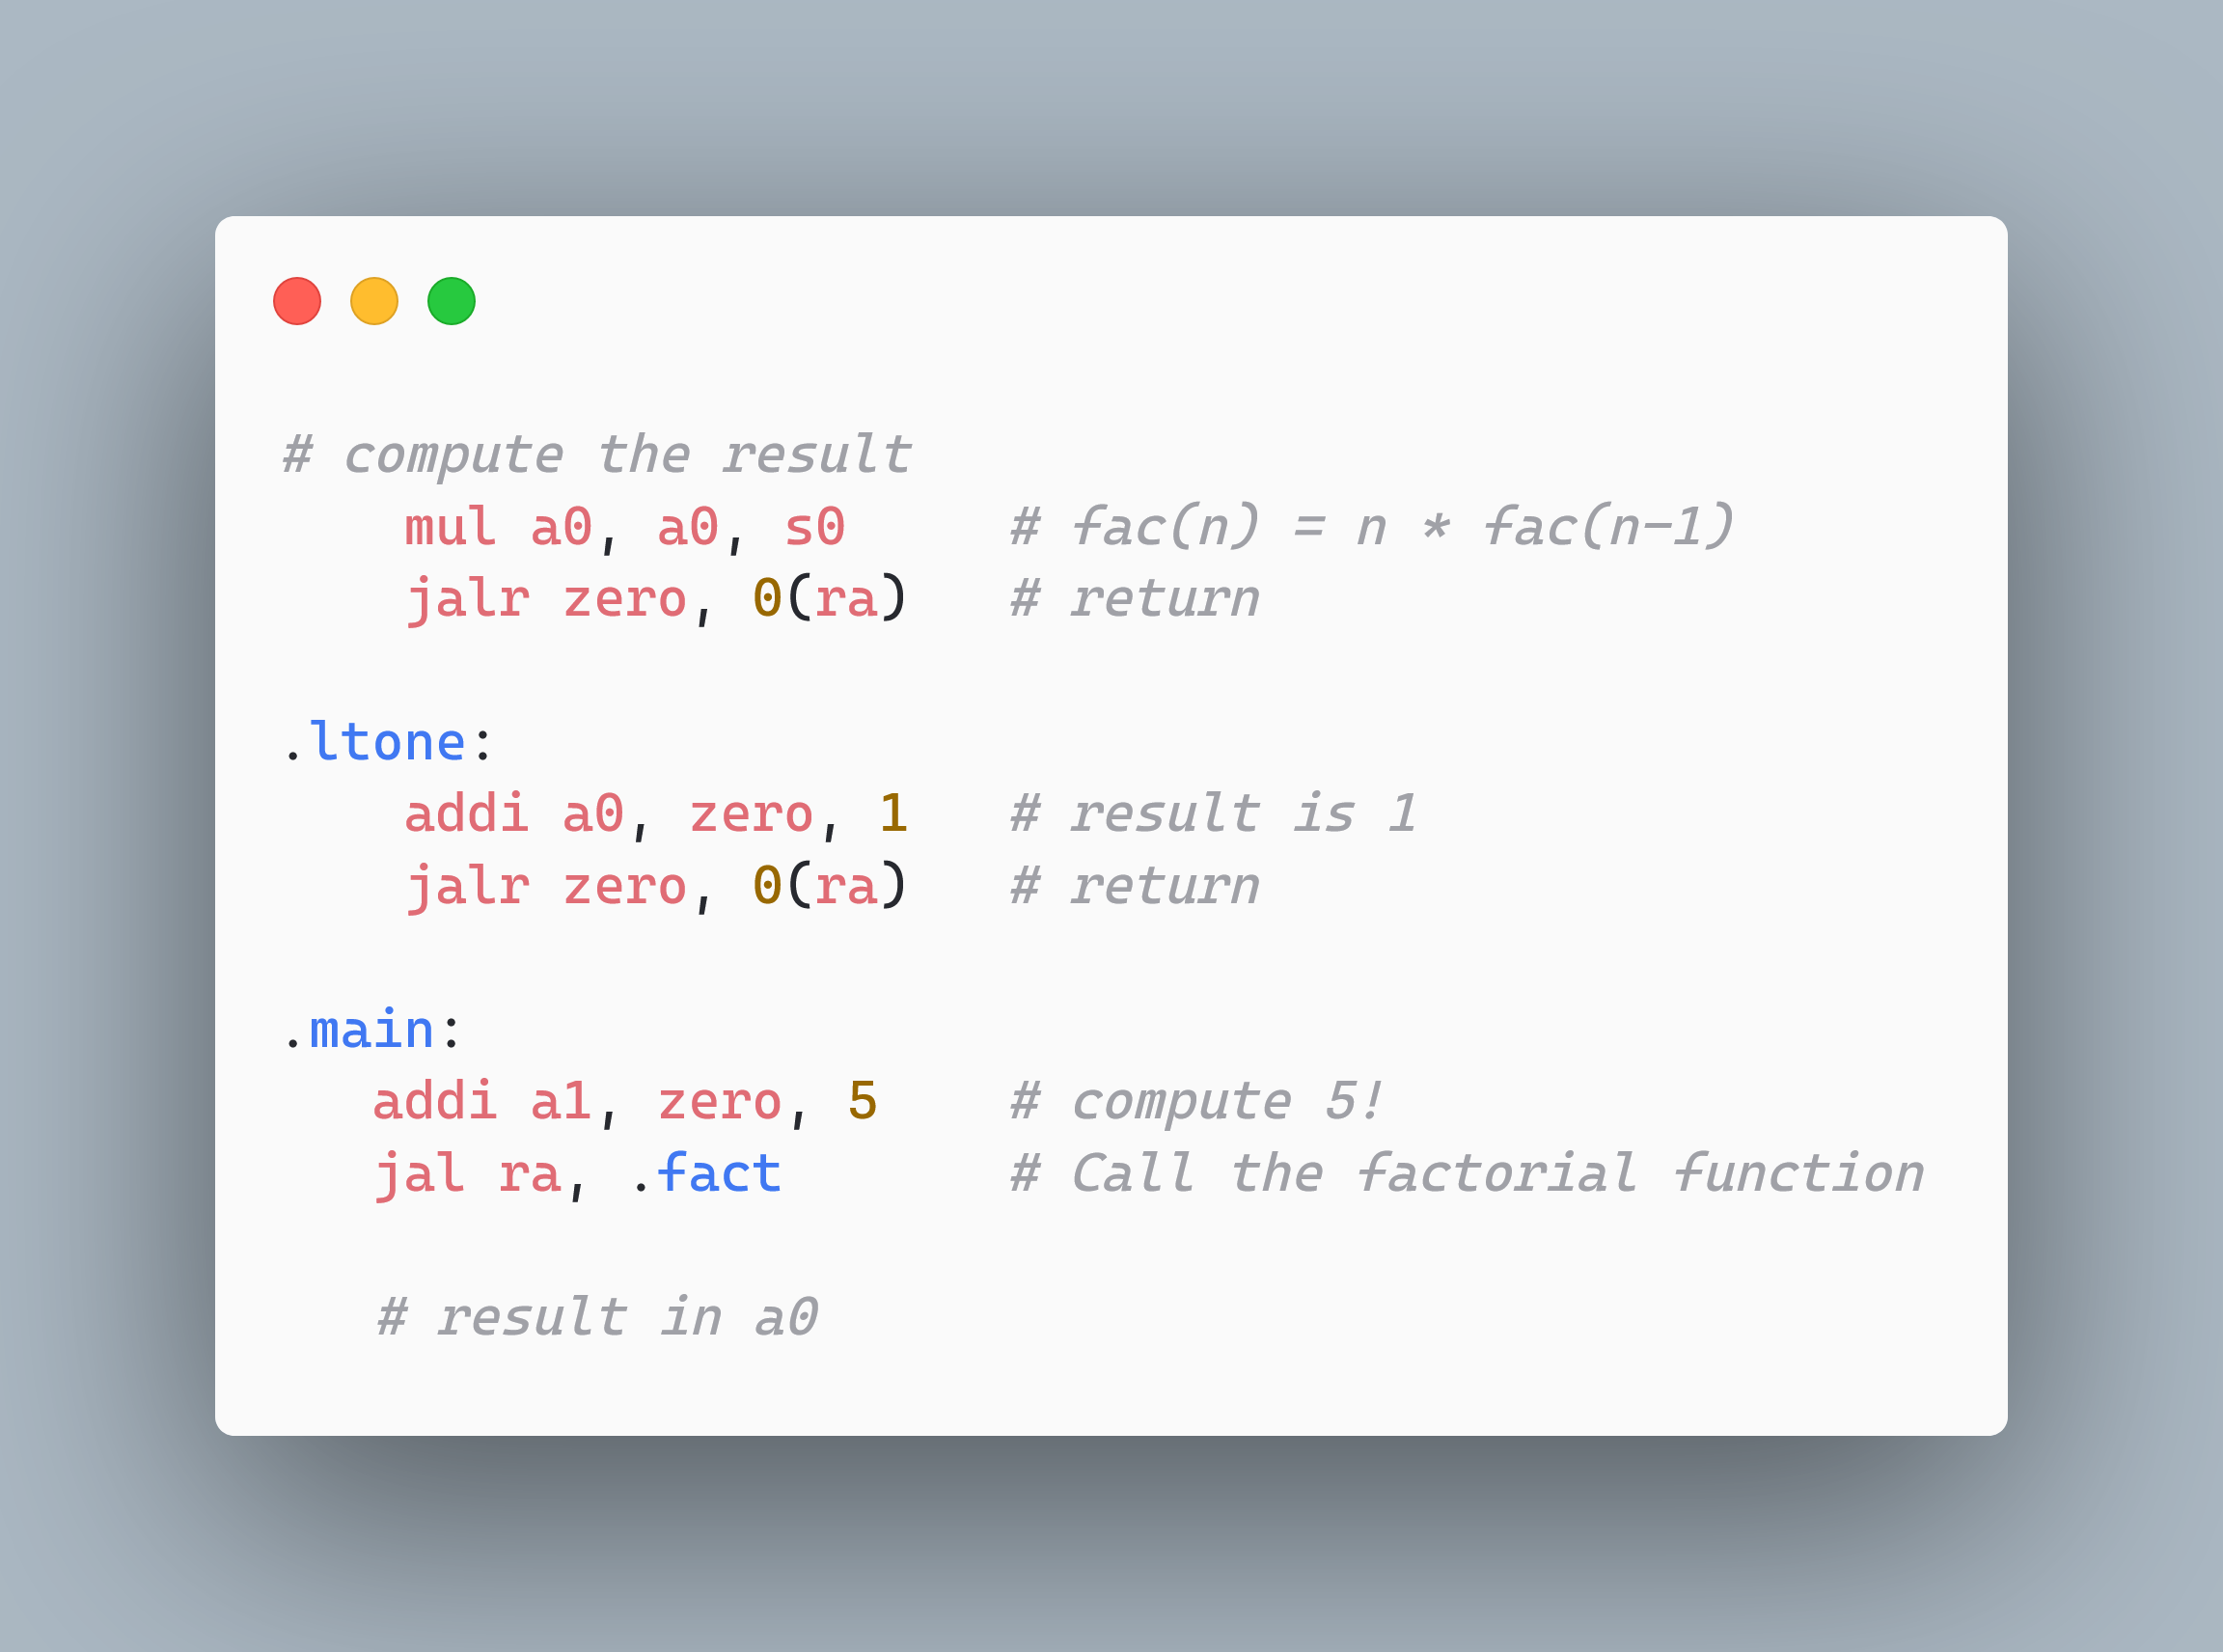 # compute the result
    mul a0, a0, s0     # fac(n) = n * fac(n-1)
    jalr zero, 0(ra)   # return
.ltone:
    addi a0, zero, 1   # result is 1
    jalr zero, 0(ra)   # return
.main:
   addi a1, zero, 5    # compute 5!
   jal ra, .fact       # Call the factorial function
   # result in a0